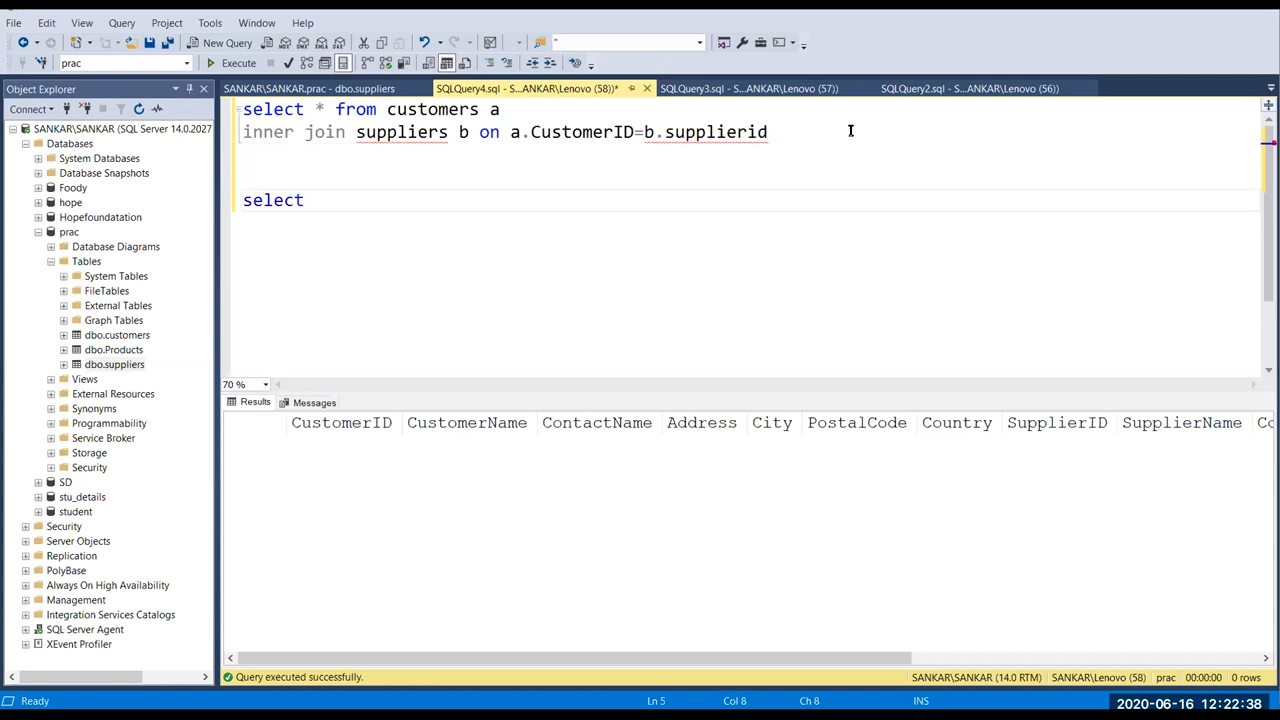 File Edit View Query Project Tools Window Help
New Query
prac Execute
Object Explorer
SANKAR\SANKAR.prac - dbo.suppliers SQLQuery4.sql - S...ANKAR\Lenovo (58))* SQLQuery3.sql - S...ANKAR\Lenovo (57)) SQLQuery2.sql - S...ANKAR\Lenovo (56))
Connect
SANKAR\SANKAR (SQL Server 14.0.2027
Databases
System Databases
Database Snapshots
Foody
hope
Hopefoundatation
prac
Database Diagrams
Tables
System Tables
FileTables
External Tables
Graph Tables
dbo.customers
dbo.Products
dbo.suppliers
Views
External Resources
Synonyms
Programmability
Service Broker
Storage
Security
SD
stu_details
student
Security
Server Objects
Replication
PolyBase
Always On High Availability
Management
Integration Services Catalogs
SQL Server Agent
XEvent Profiler
select * from customers a
inner join suppliers b on a.CustomerID=b.supplierid
select
70 %
Results Messages
CustomerID CustomerName ContactName Address City PostalCode Country SupplierID SupplierName Co
Query executed successfully. SANKAR\SANKAR (14.0 RTM) SANKAR\Lenovo (58) prac 00:00:00 0 rows
Ready Ln 5 Col 8 Ch 8 INS
2020-06-16 12:22:38